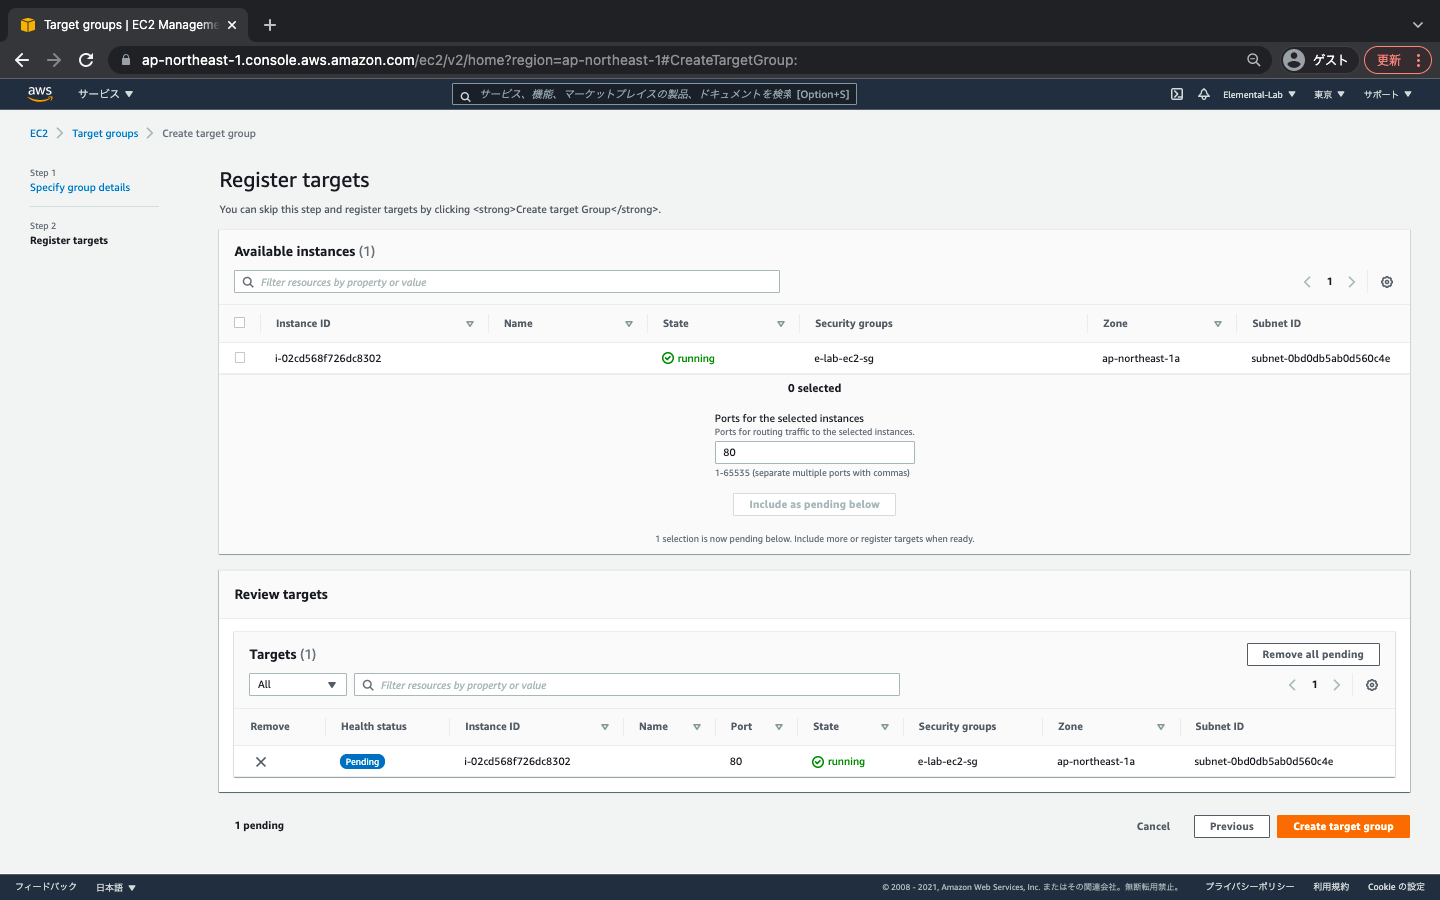 Target groups | EC2 Manageme
ap-northeast-1.console.aws.amazon.com/ec2/v2/home?region=ap-northeast-1#CreateTargetGroup:
ゲスト
更新
aws
サービス
サービス、機能、マーケットプレイスの製品、ドキュメントを検索 [Option+S]
Elemental-Lab
東京
サポート
EC2
Target groups
Create target group
Step 1
Specify group details
Step 2
Register targets
Register targets
You can skip this step and register targets by clicking <strong>Create target Group</strong>.
Available instances (1)
Filter resources by property or value
1
Instance ID Name State Security groups Zone Subnet ID
i-02cd568f726dc8302 running e-lab-ec2-sg ap-northeast-1a subnet-0bd0db5ab0d560c4e
0 selected
Ports for the selected instances
Ports for routing traffic to the selected instances.
80
1-65535 (separate multiple ports with commas)
Include as pending below
1 selection is now pending below. Include more or register targets when ready.
Review targets
Targets (1)
Remove all pending
All
Filter resources by property or value
1
Remove Health status Instance ID Name Port State Security groups Zone Subnet ID
Pending i-02cd568f726dc8302 80 running e-lab-ec2-sg ap-northeast-1a subnet-0bd0db5ab0d560c4e
1 pending
Cancel
Previous
Create target group
フィードバック
日本語
© 2008 - 2021, Amazon Web Services, Inc. またはその関連会社。無断転用禁止。
プライバシーポリシー
利用規約
Cookie の設定